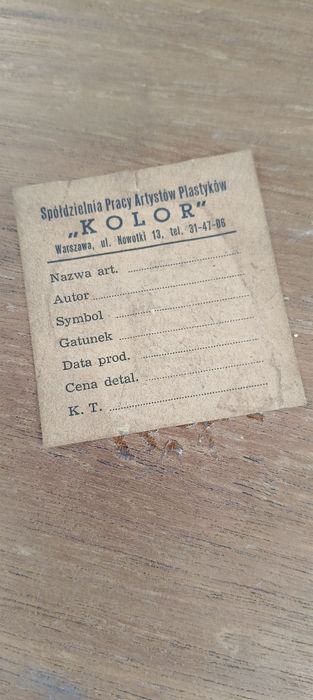 Spółdzielnia Pracy Artystów Plastyków
„KOLOR"
Warszawa, ul. Nowotki 13, tel. 31-47-06
Nazwa art. ..............................
Autor ..............................
Symbol ..............................
Gatunek ..............................
Data prod. ..............................
Cena detal. ..............................
K. T. ..............................